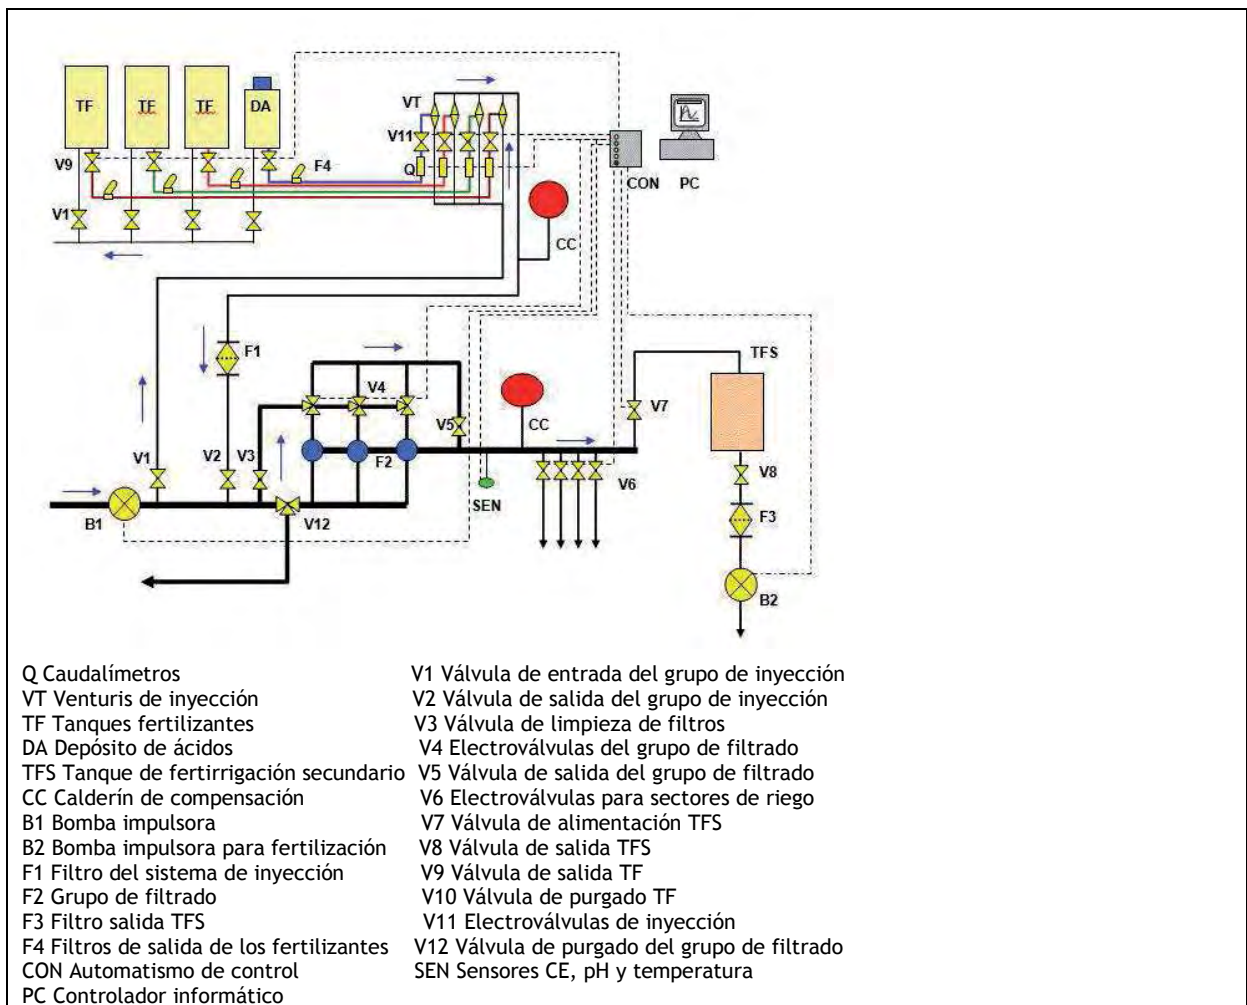 TF TF TF DA VT
V11
V9 F4 Q
CON PC
V1
CC
F1 TFS
V4
V7
V5 CC
V1 V2 V3 F2 V8
V6
SEN
B1 V12 F3
B2
Q Caudalímetros V1 Válvula de entrada del grupo de inyección
VT Venturis de inyección V2 Válvula de salida del grupo de inyección
TF Tanques fertilizantes V3 Válvula de limpieza de filtros
DA Depósito de ácidos V4 Electroválvulas del grupo de filtrado
TFS Tanque de fertirrigación secundario V5 Válvula de salida del grupo de filtrado
CC Calderín de compensación V6 Electroválvulas para sectores de riego
B1 Bomba impulsora V7 Válvula de alimentación TFS
B2 Bomba impulsora para fertilización V8 Válvula de salida TFS
F1 Filtro del sistema de inyección V9 Válvula de salida TF
F2 Grupo de filtrado V10 Válvula de purgado TF
F3 Filtro salida TFS V11 Electroválvulas de inyección
F4 Filtros de salida de los fertilizantes V12 Válvula de purgado del grupo de filtrado
CON Automatismo de control SEN Sensores CE, pH y temperatura
PC Controlador informático